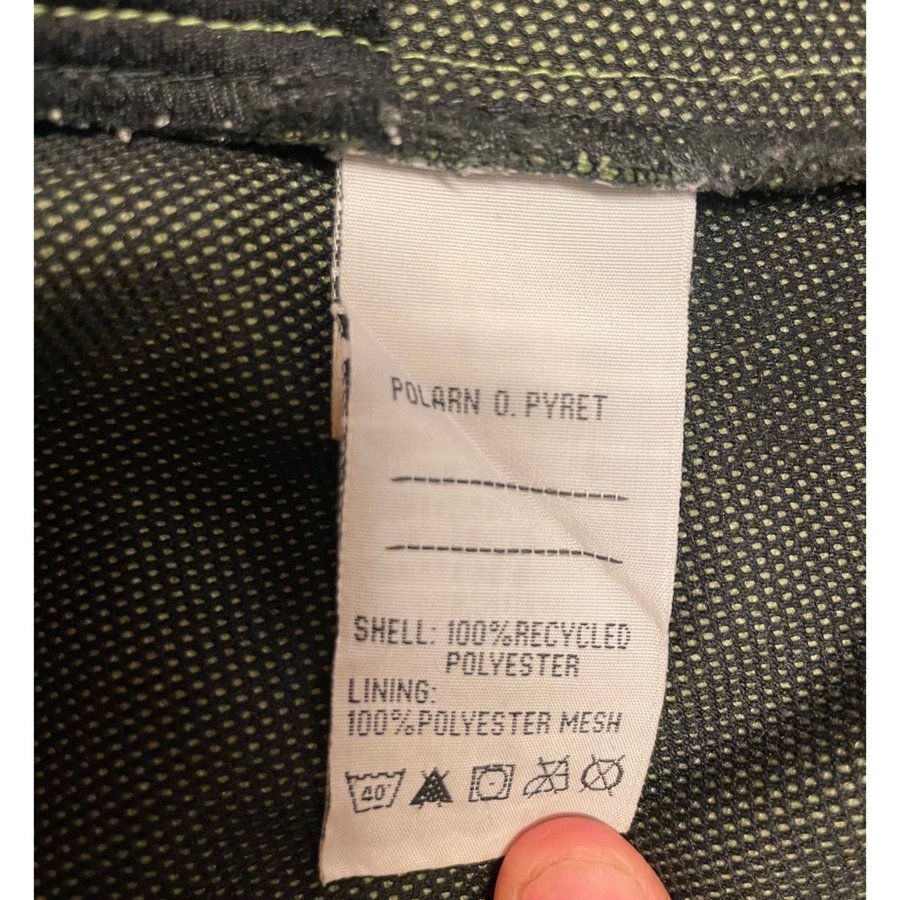 POLARN O. PYRET
SHELL: 100%RECYCLED
POLYESTER
LINING:
100%POLYESTER MESH
40°